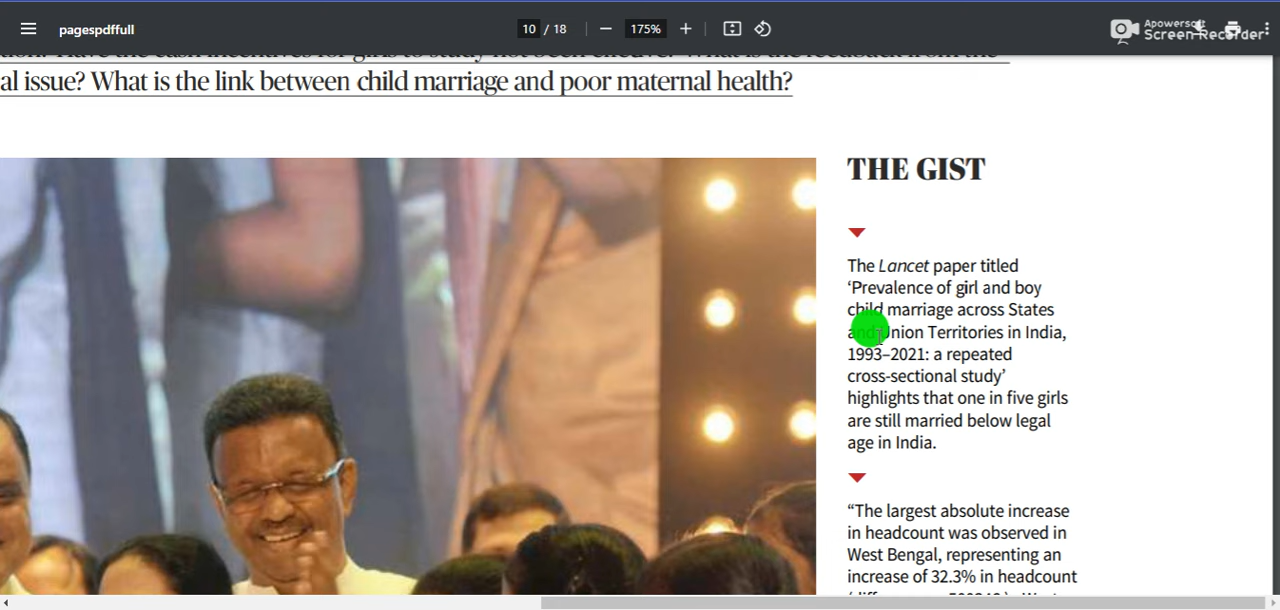 pagespdffull
10 / 18
175%
Apowersoft
Screen Recorder
al issue? What is the link between child marriage and poor maternal health?
THE GIST
The Lancet paper titled
‘Prevalence of girl and boy
child marriage across States
and Union Territories in India,
1993–2021: a repeated
cross-sectional study’
highlights that one in five girls
are still married below legal
age in India.
“The largest absolute increase
in headcount was observed in
West Bengal, representing an
increase of 32.3% in headcount